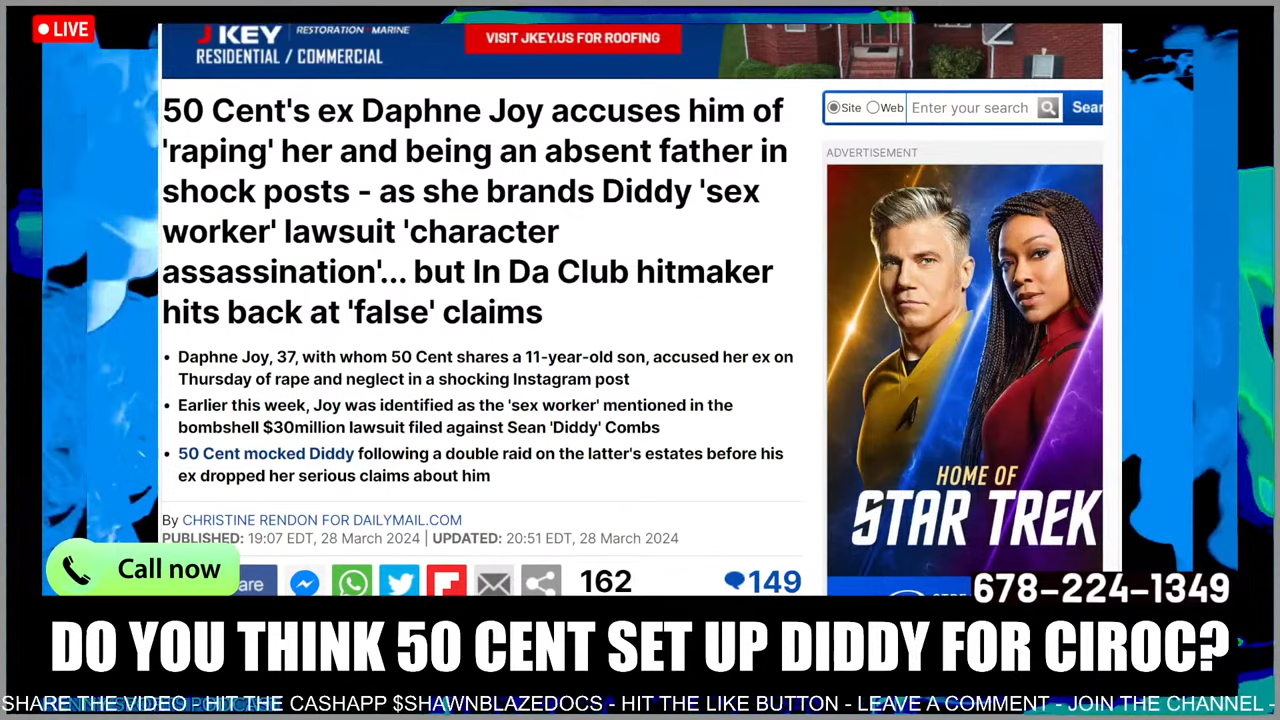 LIVE
JKEY
RESTORATION MARINE
RESIDENTIAL / COMMERCIAL
VISIT JKEY.US FOR ROOFING
50 Cent's ex Daphne Joy accuses him of
'raping' her and being an absent father in
shock posts - as she brands Diddy 'sex
worker' lawsuit 'character
assassination'... but In Da Club hitmaker
hits back at 'false' claims
• Daphne Joy, 37, with whom 50 Cent shares a 11-year-old son, accused her ex on
Thursday of rape and neglect in a shocking Instagram post
• Earlier this week, Joy was identified as the 'sex worker' mentioned in the
bombshell $30million lawsuit filed against Sean 'Diddy' Combs
• 50 Cent mocked Diddy following a double raid on the latter's estates before his
ex dropped her serious claims about him
By CHRISTINE RENDON FOR DAILYMAIL.COM
PUBLISHED: 19:07 EDT, 28 March 2024 | UPDATED: 20:51 EDT, 28 March 2024
162
149
Site Web Enter your search Sear
ADVERTISEMENT
HOME OF
STAR TREK
Call now
678-224-1349
DO YOU THINK 50 CENT SET UP DIDDY FOR CIROC?
SHARE THE VIDEO - HIT THE CASHAPP $SHAWNBLAZEDOCS - HIT THE LIKE BUTTON - LEAVE A COMMENT - JOIN THE CHANNEL -